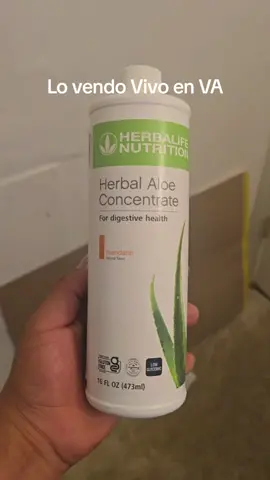 Lo vendo Vivo en VA
HERBALIFE
NUTRITION
Herbal Aloe
Concentrate
For digestive health
16 FL OZ (473ml)